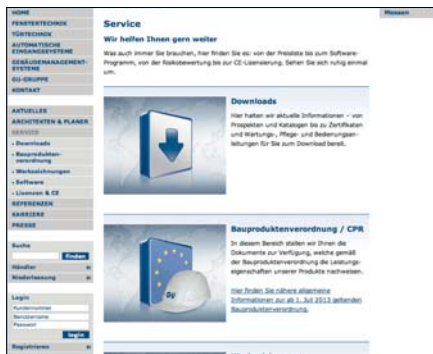 HOME
FENSTERTECHNIK
TÜRTECHNIK
AUTOMATISCHE
EINGANGSSYSTEME
GEBÄUDEMANAGEMENT-
SYSTEME
GU-GRUPPE
KONTAKT
AKTUELLES
ARCHITEKTEN & PLANER
SERVICE
• Downloads
• Bauprodukten-
verordnung
• Werkszeichnungen
• Software
• Lizenzen & CE
REFERENZEN
KARRIERE
PRESSE
Suche
finden
Händler
Niederlassung
Login
Kundennummer
Benutzername
Passwort
login
Registrieren
Service
Wir helfen Ihnen gern weiter
Was auch immer Sie brauchen, hier finden Sie es: von der Preisliste bis zum Software-
Programm, von der Risikobewertung bis zur CE-Lizensierung. Sehen Sie sich ruhig einmal
um.
Downloads
Hier halten wir aktuelle Informationen – von
Prospekten und Katalogen bis zu Zertifikaten
und Wartungs-, Pflege- und Bedienungsan-
leitungen für Sie zum Download bereit.
Bauproduktenverordnung / CPR
In diesem Bereich stellen wir Ihnen die
Dokumente zur Verfügung, welche gemäß
der Bauproduktenverordnung die Leistungs-
eigenschaften unserer Produkte nachweisen.
Hier finden Sie nähere allgemeine
Informationen zur ab 1. Juli 2013 geltenden
Bauproduktenverordnung.
Messen